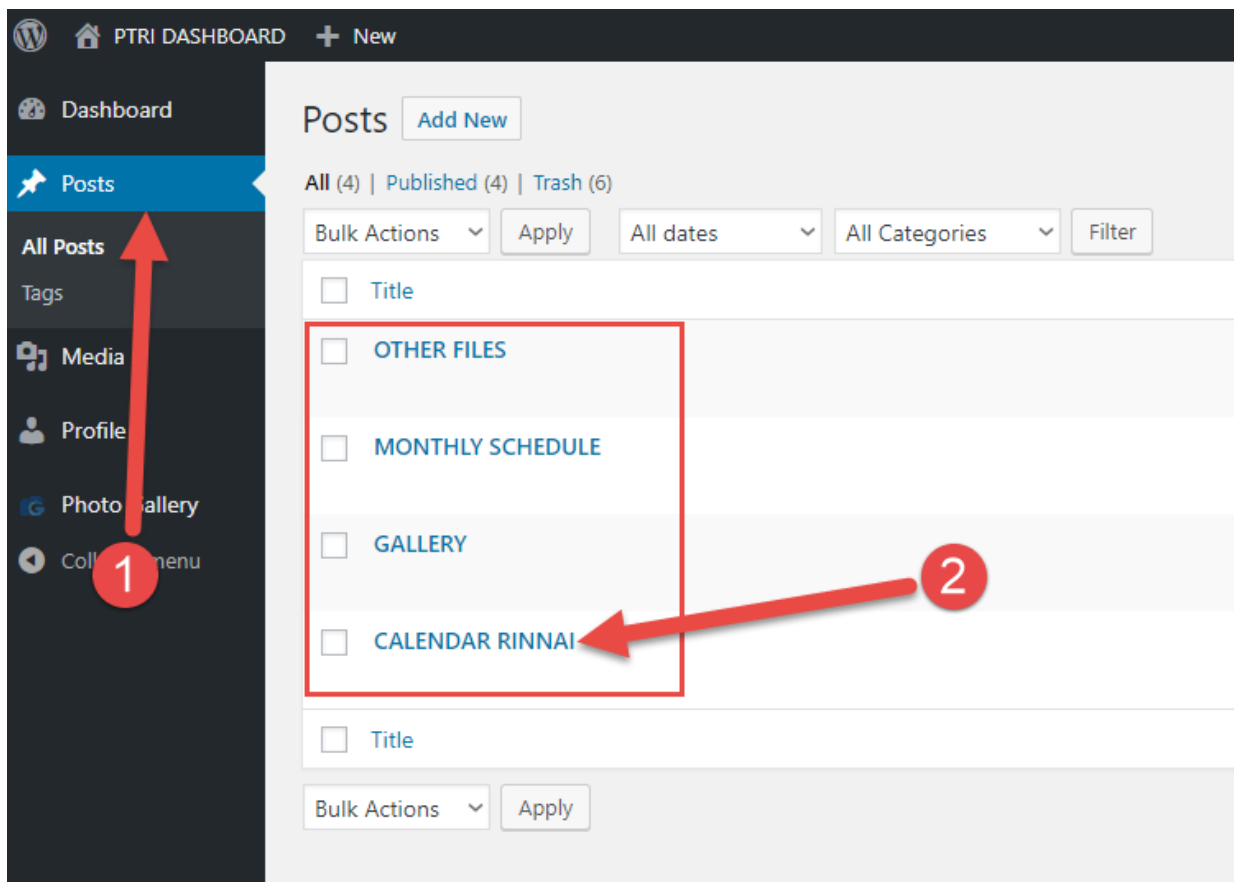 PTRI DASHBOARD + New
Dashboard
Posts
All Posts
Tags
Media
Profile
Photo Gallery
menu
1
Posts Add New
All (4) | Published (4) | Trash (6)
Bulk Actions Apply All dates All Categories Filter
Title
OTHER FILES
MONTHLY SCHEDULE
GALLERY
2
CALENDAR RINNAI
Title
Bulk Actions Apply